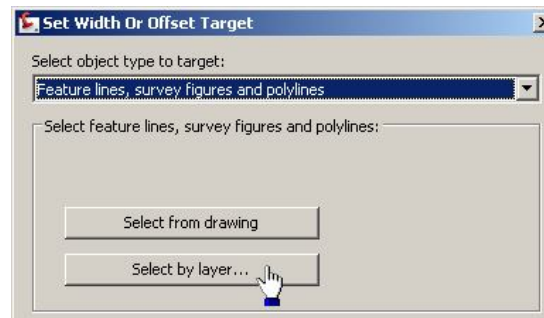 Set Width Or Offset Target
Select object type to target:
Feature lines, survey figures and polylines
Select feature lines, survey figures and polylines:
Select from drawing
Select by layer...